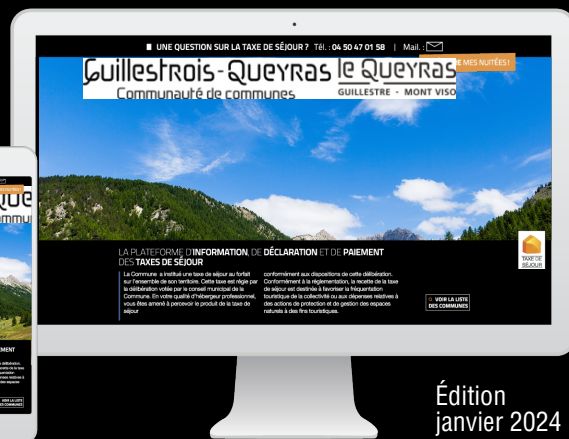 UNE QUESTION SUR LA TAXE DE SÉJOUR ? Tél. : 04 50 47 01 58 | Mail. :
E MES NUITÉES !
Guillestrois-Queyras le Queyras
Communauté de communes GUILLESTRE - MONT VISO
LA PLATEFORME D'INFORMATION, DE DÉCLARATION ET DE PAIEMENT
DES TAXES DE SÉJOUR
La Commune a institué une taxe de séjour au forfait
sur l'ensemble de son territoire. Cette taxe est régie par
la délibération votée par le conseil municipal de la
Commune. En votre qualité d'hébergeur professionnel,
vous êtes amené à percevoir le produit de la taxe de
séjour
conformément aux dispositions de cette délibération.
Conformément à la réglementation, la recette de la taxe
de séjour est destinée à favoriser la fréquentation
touristique de la collectivité ou aux dépenses relatives à
des actions de protection et de gestion des espaces
naturels à des fins touristiques.
TAXE DE
SÉJOUR
VOIR LA LISTE
DES COMMUNES
Édition
janvier 2024